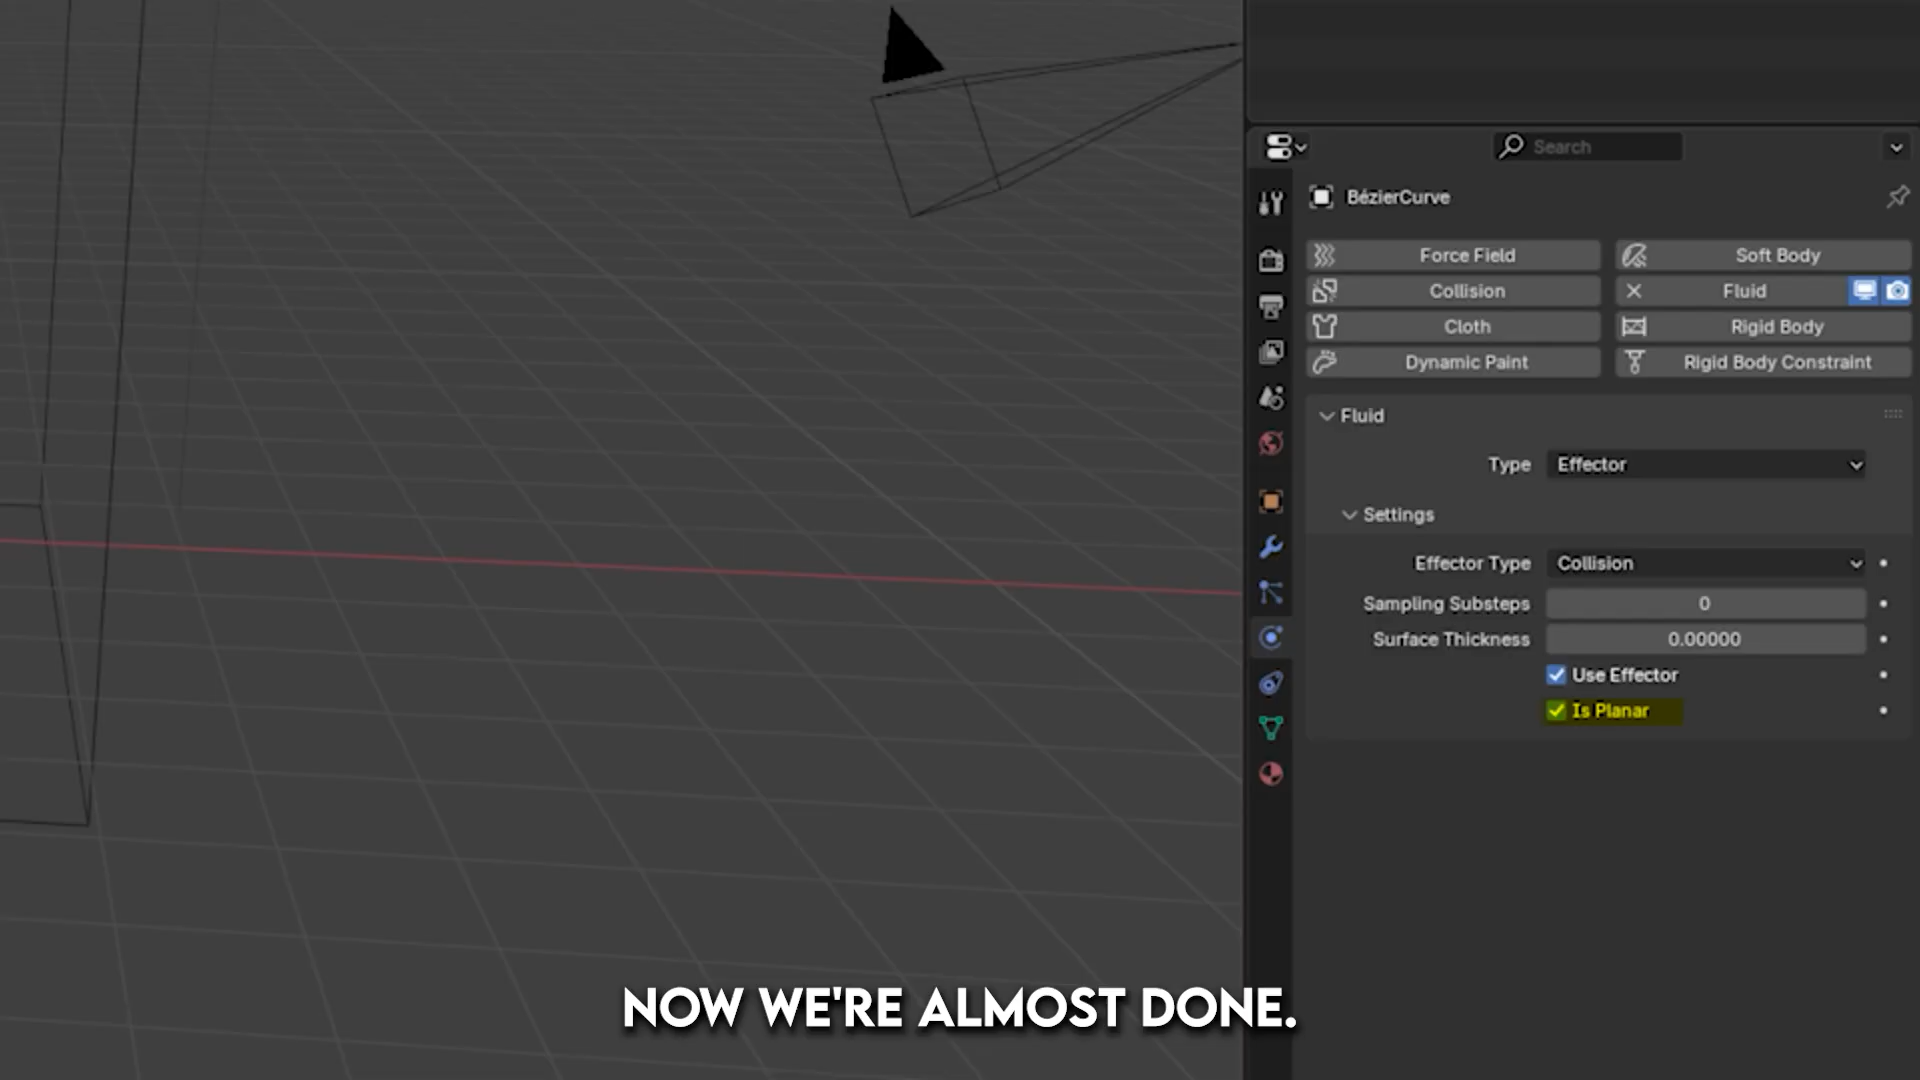 Search
BézierCurve
Force Field
Soft Body
Collision
Fluid
Cloth
Rigid Body
Dynamic Paint
Rigid Body Constraint
Fluid
Type Effector
Settings
Effector Type Collision
Sampling Substeps 0
Surface Thickness 0.00000
Use Effector
Is Planar
NOW WE'RE ALMOST DONE.